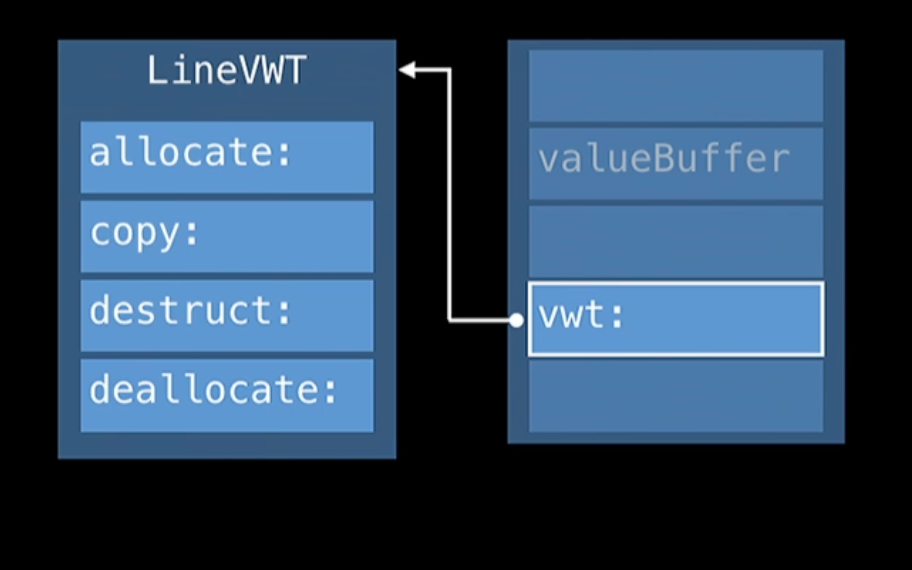 LineVWT
allocate:
copy:
destruct:
deallocate:
valueBuffer
vwt: